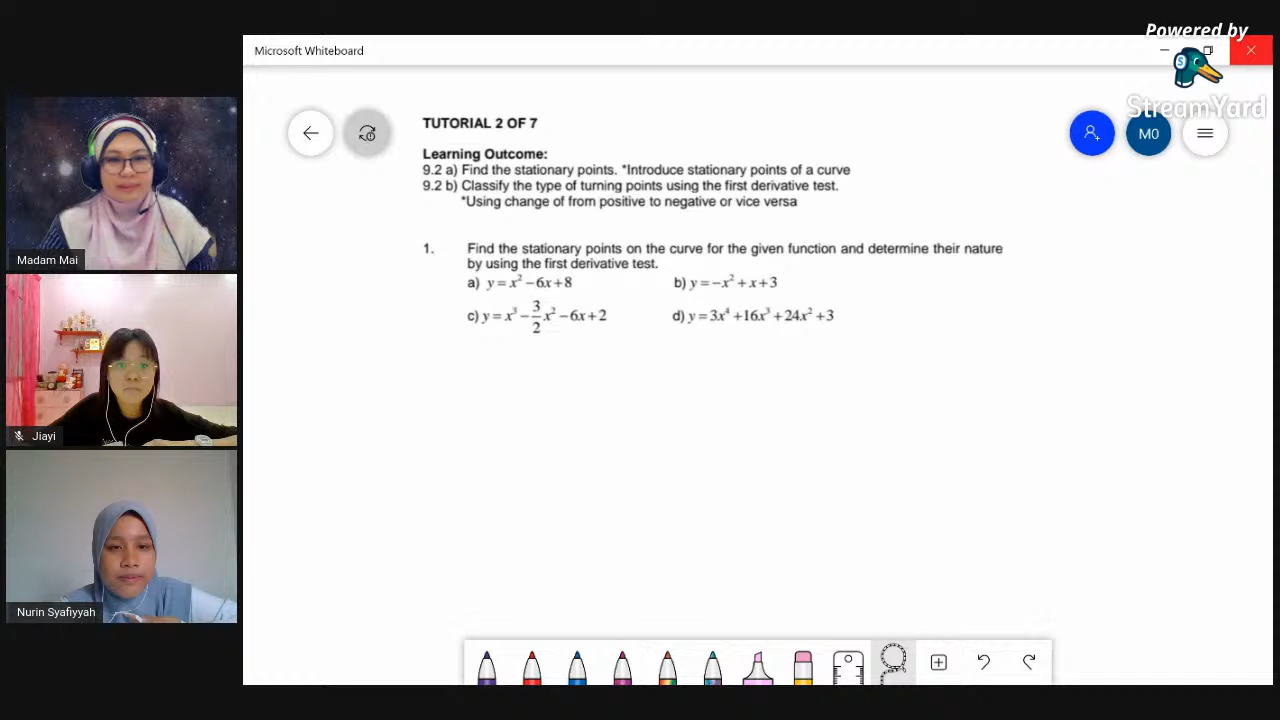 Powered by
StreamYard
Microsoft Whiteboard
M0
TUTORIAL 2 OF 7
Learning Outcome:
9.2 a) Find the stationary points. *Introduce stationary points of a curve
9.2 b) Classify the type of turning points using the first derivative test.
*Using change of from positive to negative or vice versa
1. Find the stationary points on the curve for the given function and determine their nature
by using the first derivative test.
a) y = x² − 6x + 8 b) y = −x² + x + 3
c) y = x³ − 3/2 x² − 6x + 2 d) y = 3x⁴ + 16x³ + 24x² + 3
Madam Mai
Jiayi
Nurin Syafiyyah